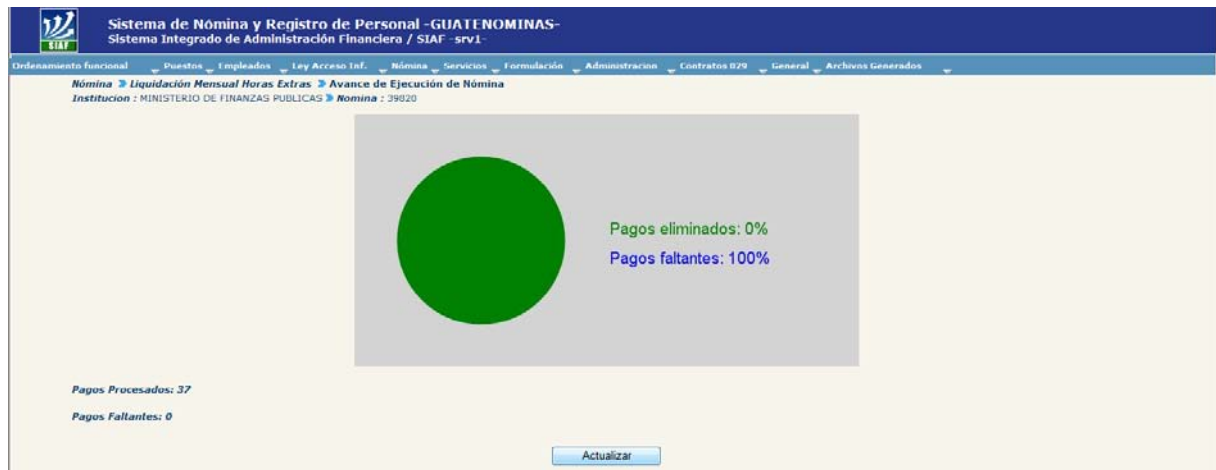 Sistema de Nómina y Registro de Personal -GUATENOMINAS-
SIAF
Sistema Integrado de Administración Financiera / SIAF -srv1-
Ordenamiento funcional Puestos Empleados Ley Acceso Inf. Nómina Servicios Formulación Administracion Contratos 029 General Archivos Generados
Nómina Liquidación Mensual Horas Extras Avance de Ejecución de Nómina
Institucion : MINISTERIO DE FINANZAS PUBLICAS Nomina : 39820
Pagos eliminados: 0%
Pagos faltantes: 100%
Pagos Procesados: 37
Pagos Faltantes: 0
Actualizar